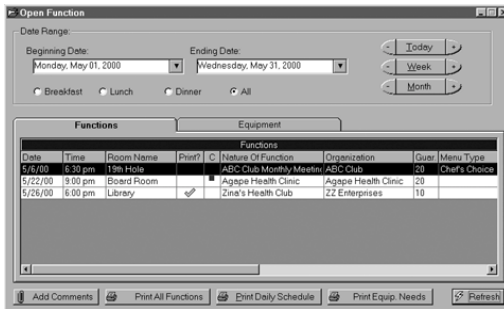 Open Function
Date Range:
Beginning Date: Ending Date:
Monday, May 01, 2000 Wednesday, May 31, 2000
- Today +
- Week +
- Month +
Breakfast Lunch Dinner All
Functions Equipment
Functions
Date Time Room Name Print? C Nature Of Function Organization Guar Menu Type
5/6/00 6:30 pm 19th Hole ABC Club Monthly Meeting ABC Club 20 Chef's Choice
5/22/00 9:00 pm Board Room Agape Health Clinic Agape Health Clinic 20
5/26/00 6:00 pm Library Zina's Health Club ZZ Enterprises 10
Add Comments Print All Functions Print Daily Schedule Print Equip. Needs Refresh